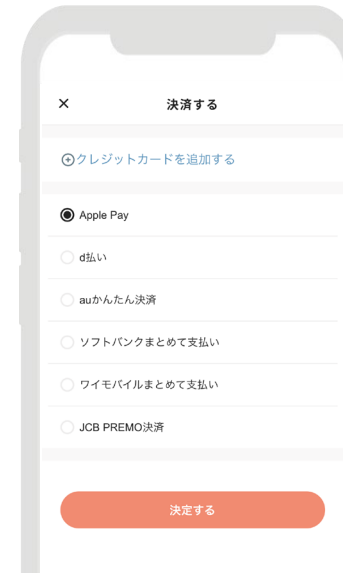 × 決済する
クレジットカードを追加する
Apple Pay
d払い
auかんたん決済
ソフトバンクまとめて支払い
ワイモバイルまとめて支払い
JCB PREMO決済
決定する